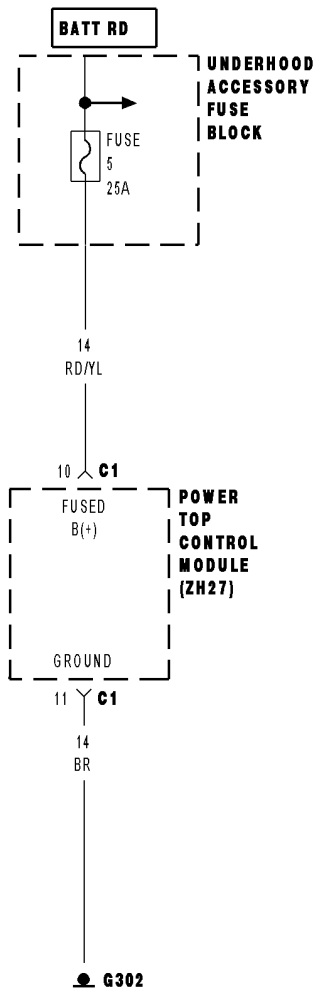 BATT RD
UNDERHOOD
ACCESSORY
FUSE
BLOCK
FUSE
5
25A
14
RD/YL
10 C1
FUSED
B(+)
POWER
TOP
CONTROL
MODULE
(ZH27)
GROUND
11 C1
14
BR
G302